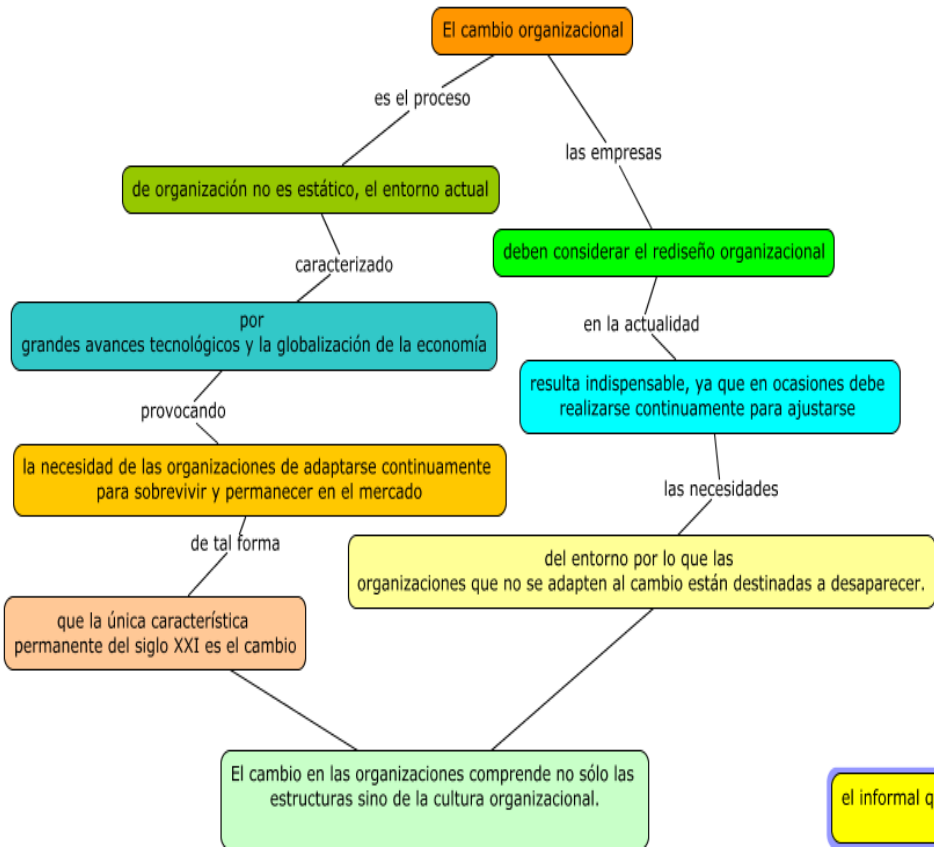 El cambio organizacional
es el proceso
las empresas
de organización no es estático, el entorno actual
deben considerar el rediseño organizacional
caracterizado
por
grandes avances tecnológicos y la globalización de la economía
en la actualidad
resulta indispensable, ya que en ocasiones debe
realizarse continuamente para ajustarse
provocando
la necesidad de las organizaciones de adaptarse continuamente
para sobrevivir y permanecer en el mercado
las necesidades
de tal forma
del entorno por lo que las
organizaciones que no se adapten al cambio están destinadas a desaparecer.
que la única característica
permanente del siglo XXI es el cambio
El cambio en las organizaciones comprende no sólo las
estructuras sino de la cultura organizacional.
el informal q